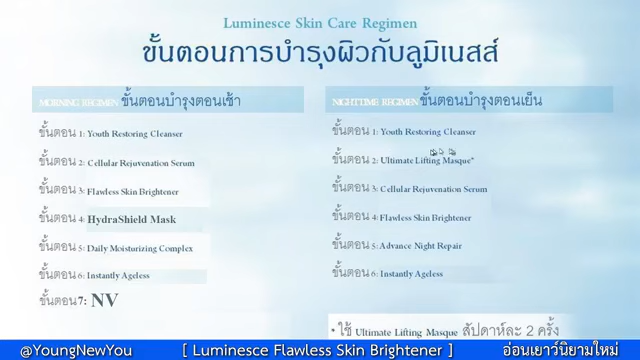 Luminesce Skin Care Regimen
ขั้นตอนการบำรุงผิวกับลูมิเนสส์
MORNING REGIMEN ขั้นตอนบำรุงตอนเช้า
ขั้นตอน 1: Youth Restoring Cleanser
ขั้นตอน 2: Cellular Rejuvenation Serum
ขั้นตอน 3: Flawless Skin Brightener
ขั้นตอน 4: HydraShield Mask
ขั้นตอน 5: Daily Moisturizing Complex
ขั้นตอน 6: Instantly Ageless
ขั้นตอน 7: NV
NIGHTTIME REGIMEN ขั้นตอนบำรุงตอนเย็น
ขั้นตอน 1: Youth Restoring Cleanser
ขั้นตอน 2: Ultimate Lifting Masque*
ขั้นตอน 3: Cellular Rejuvenation Serum
ขั้นตอน 4: Flawless Skin Brightener
ขั้นตอน 5: Advance Night Repair
ขั้นตอน 6: Instantly Ageless
* ใช้ Ultimate Lifting Masque สัปดาห์ละ 2 ครั้ง
@YoungNewYou [ Luminesce Flawless Skin Brightener ] อ่อนเยาว์นิยามใหม่